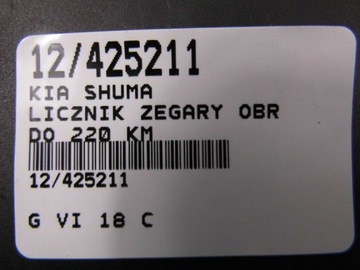 12/425211
KIA SHUMA
LICZNIK ZEGARY OBR
DO 220 KM
12/425211
G VI 18 C